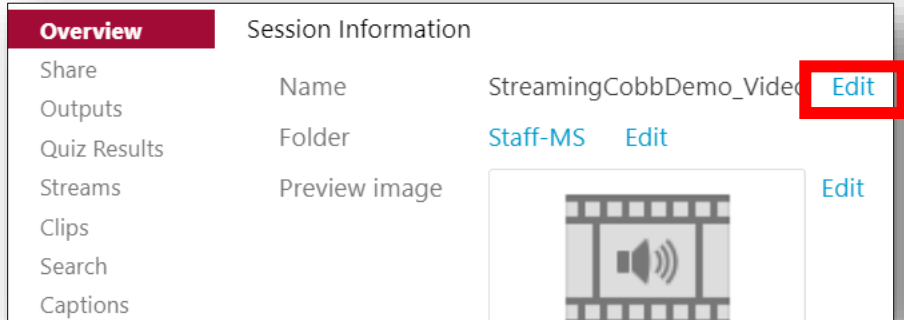 Overview
Share
Outputs
Quiz Results
Streams
Clips
Search
Captions
Session Information
Name StreamingCobbDemo_Video Edit
Folder Staff-MS Edit
Preview image Edit